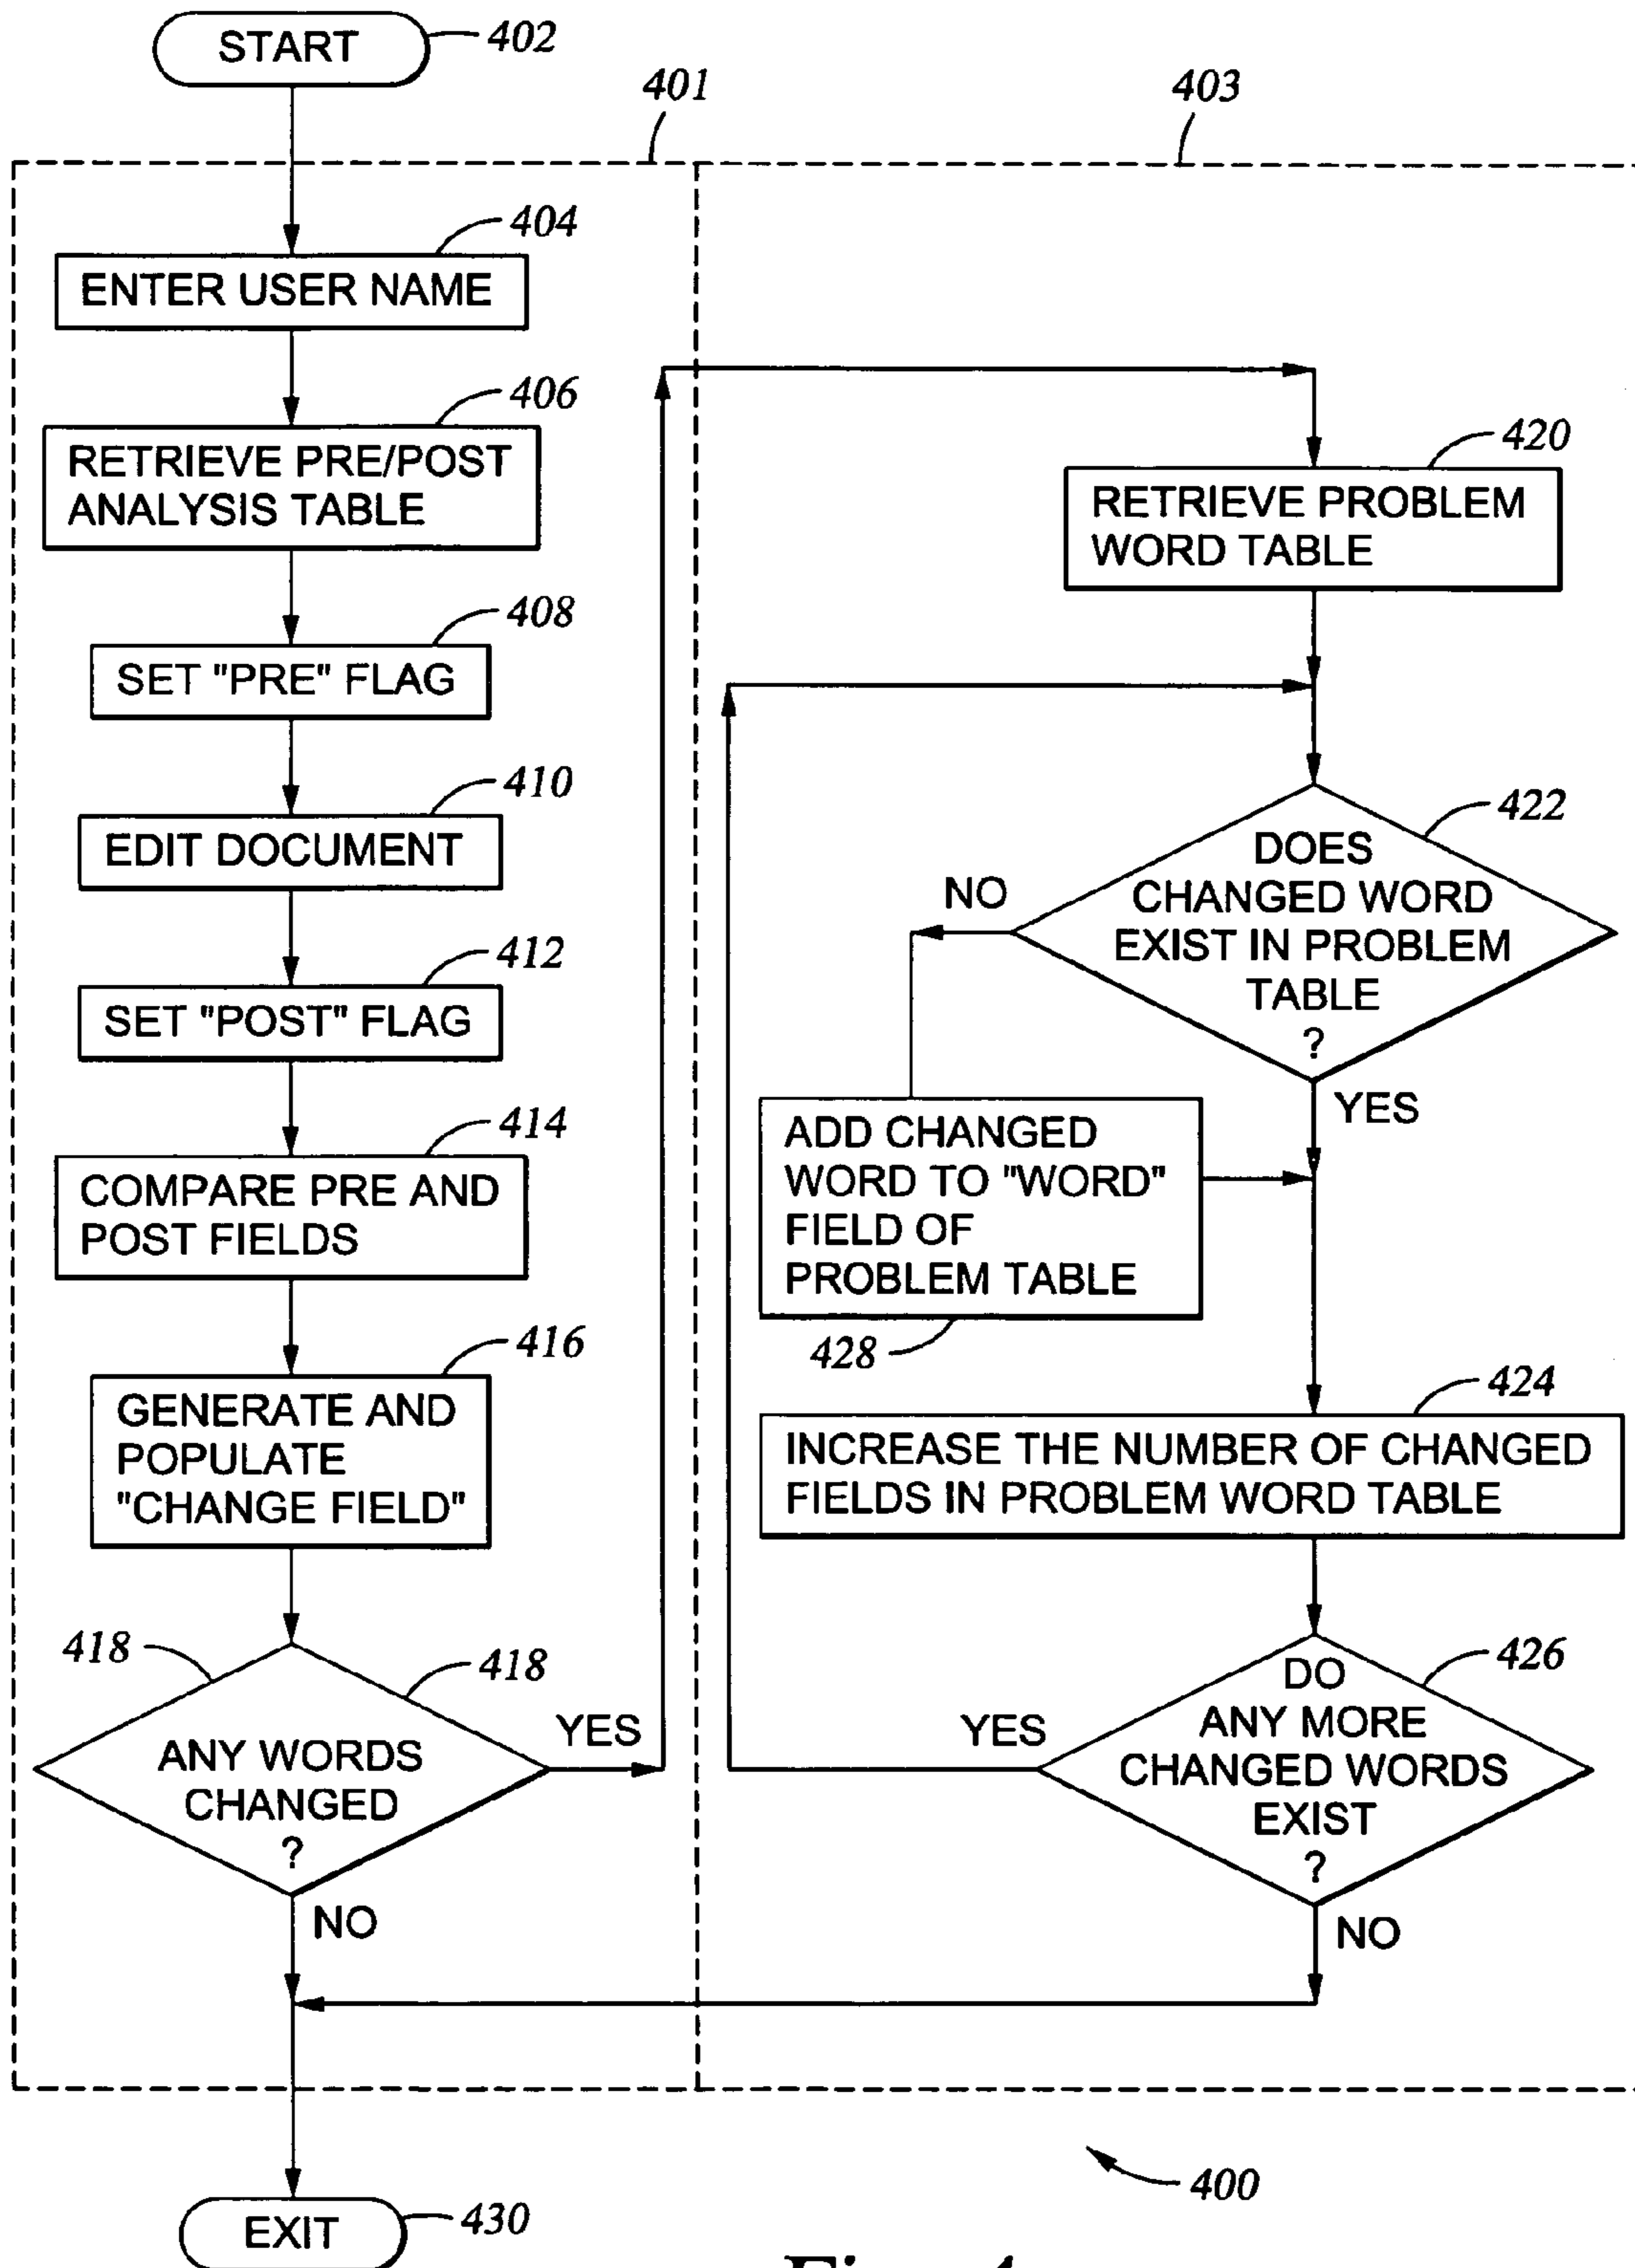 START
402
401
403
404
ENTER USER NAME
406
RETRIEVE PRE/POST
ANALYSIS TABLE
408
SET "PRE" FLAG
410
EDIT DOCUMENT
412
SET "POST" FLAG
414
COMPARE PRE AND
POST FIELDS
416
GENERATE AND
POPULATE
"CHANGE FIELD"
418
418
ANY WORDS
CHANGED
?
YES
NO
420
RETRIEVE PROBLEM
WORD TABLE
422
DOES
CHANGED WORD
EXIST IN PROBLEM
TABLE
?
NO
YES
ADD CHANGED
WORD TO "WORD"
FIELD OF
PROBLEM TABLE
428
424
INCREASE THE NUMBER OF CHANGED
FIELDS IN PROBLEM WORD TABLE
426
DO
ANY MORE
CHANGED WORDS
EXIST
?
YES
NO
400
EXIT
430